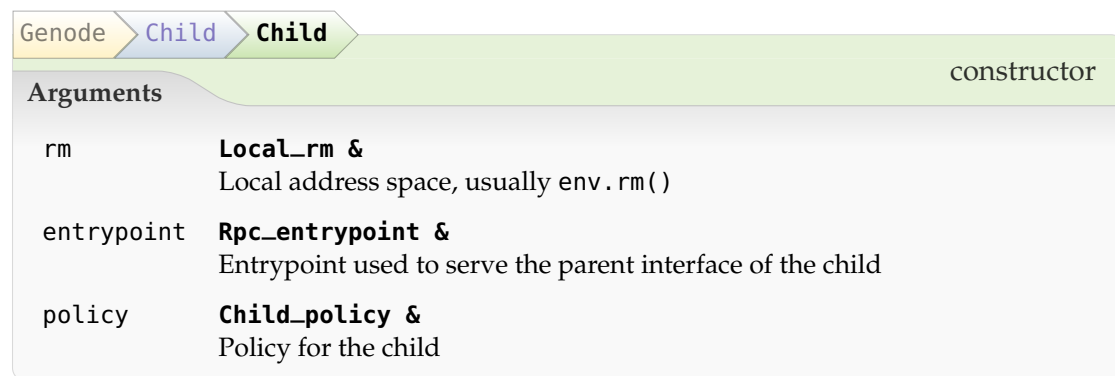 Genode Child Child
constructor
Arguments
rm Local_rm &
Local address space, usually env.rm()
entrypoint Rpc_entrypoint &
Entrypoint used to serve the parent interface of the child
policy Child_policy &
Policy for the child